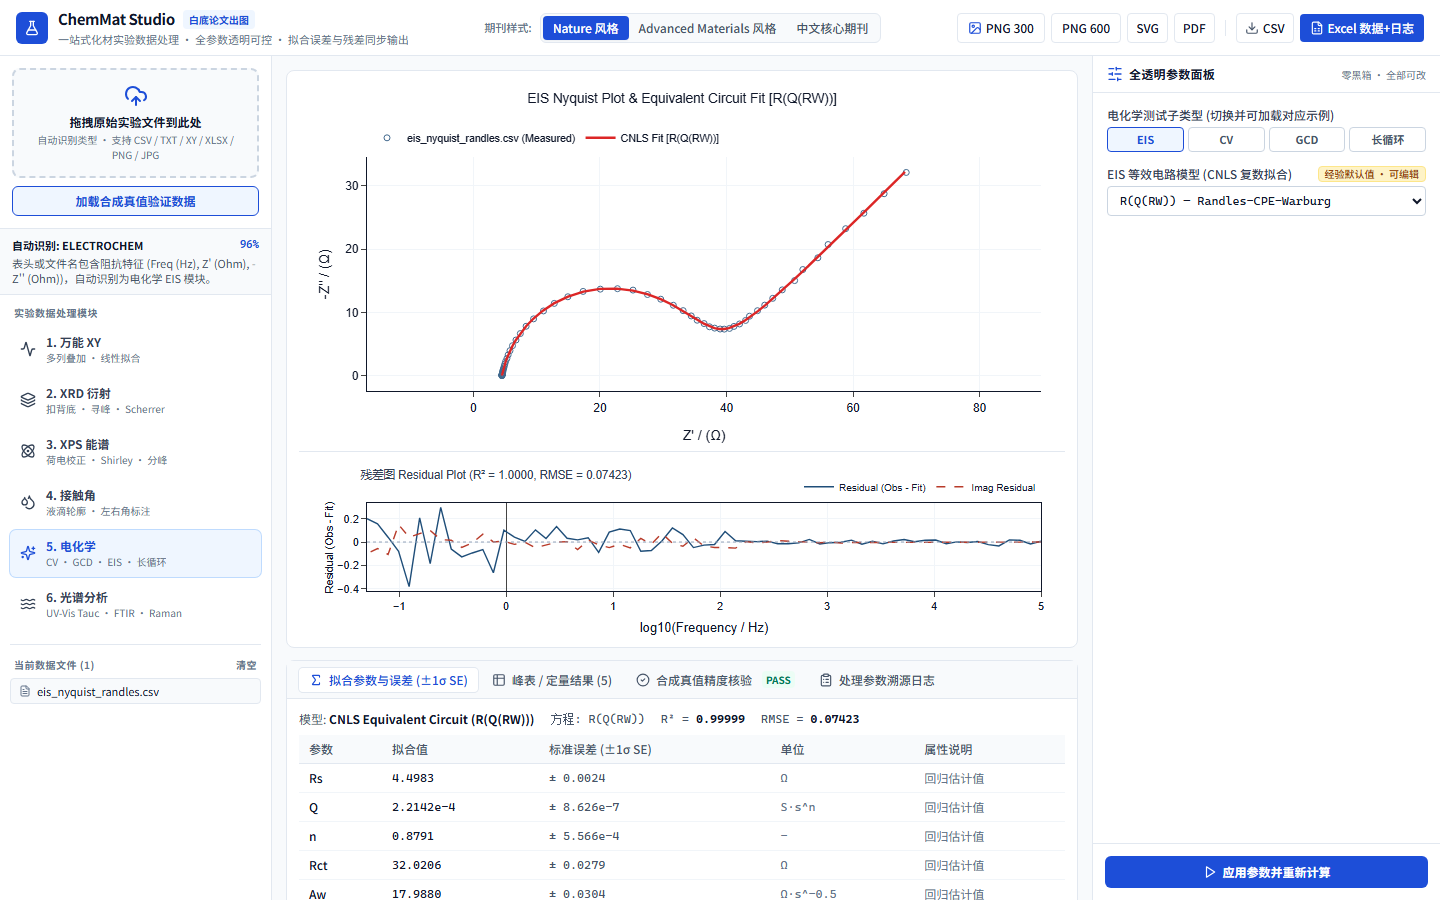 ChemMat Studio 白底论文出图
一站式化材实验数据处理 · 全参数透明可控 · 拟合误差与残差同步输出
期刊样式: Nature 风格 Advanced Materials 风格 中文核心期刊
PNG 300 PNG 600 SVG PDF CSV Excel 数据+日志
拖拽原始实验文件到此处
自动识别类型 · 支持 CSV / TXT / XY / XLSX /
PNG / JPG
加载合成真值验证数据
自动识别: ELECTROCHEM 96%
表头或文件名包含阻抗特征 (Freq (Hz), Z' (Ohm), -
Z'' (Ohm))，自动识别为电化学 EIS 模块。
实验数据处理模块
1. 万能 XY
多列叠加 · 线性拟合
2. XRD 衍射
扣背底 · 寻峰 · Scherrer
3. XPS 能谱
荷电校正 · Shirley · 分峰
4. 接触角
液滴轮廓 · 左右角标注
5. 电化学
CV · GCD · EIS · 长循环
6. 光谱分析
UV-Vis Tauc · FTIR · Raman
当前数据文件 (1) 清空
eis_nyquist_randles.csv
EIS Nyquist Plot & Equivalent Circuit Fit [R(Q(RW))]
eis_nyquist_randles.csv (Measured) CNLS Fit [R(Q(RW))]
-Z'' / (Ω)
30
20
10
0
0 20 40 60 80
Z' / (Ω)
残差图 Residual Plot (R² = 1.0000, RMSE = 0.07423)
Residual (Obs - Fit) Imag Residual
Residual (Obs - Fit)
0.2
0
−0.2
−0.4
−1 0 1 2 3 4 5
log10(Frequency / Hz)
拟合参数与误差 (±1σ SE) 峰表 / 定量结果 (5) 合成真值精度核验 PASS 处理参数溯源日志
模型: CNLS Equivalent Circuit (R(Q(RW))) 方程: R(Q(RW)) R² = 0.99999 RMSE = 0.07423
参数 拟合值 标准误差 (±1σ SE) 单位 属性说明
Rs 4.4983 ± 0.0024 Ω 回归估计值
Q 2.2142e-4 ± 8.626e-7 S·s^n 回归估计值
n 0.8791 ± 5.566e-4 - 回归估计值
Rct 32.0206 ± 0.0279 Ω 回归估计值
Aw 17.9880 ± 0.0304 Ω·s^-0.5 回归估计值
全透明参数面板 零黑箱 · 全部可改
电化学测试子类型 (切换并可加载对应示例)
EIS CV GCD 长循环
EIS 等效电路模型 (CNLS 复数拟合) 经验默认值 · 可编辑
R(Q(RW)) — Randles-CPE-Warburg
应用参数并重新计算